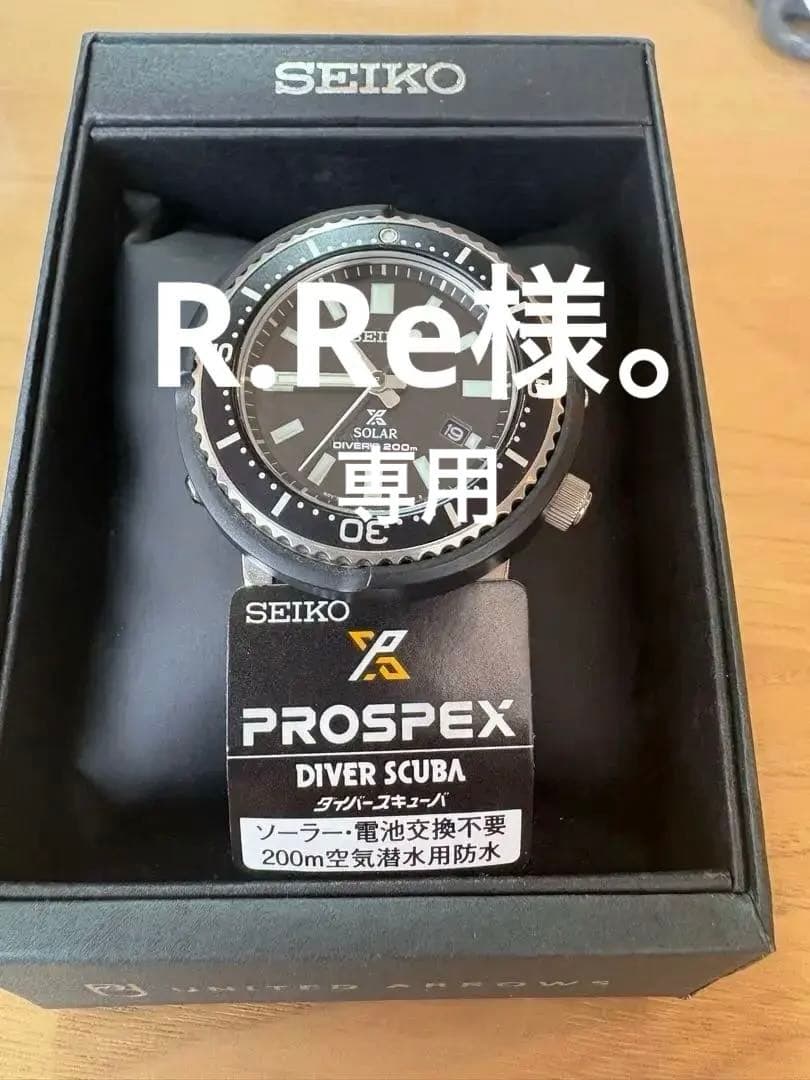 SEIKO
R.Re様。
SEIKO
SOLAR
DIVER'S 200m
19
専用
30
SEIKO
PROSPEX
DIVER SCUBA
ダイバースキューバ
ソーラー・電池交換不要
200m空気潜水用防水
UNITED ARROWS